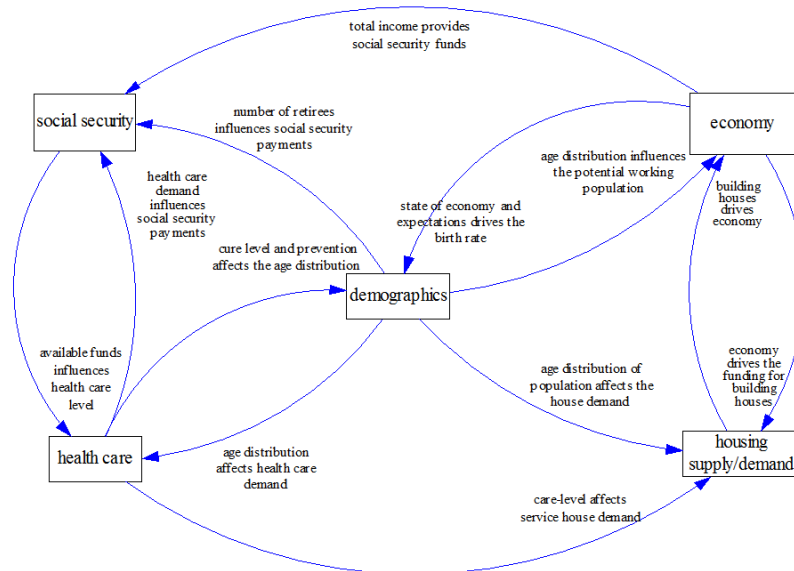 total income provides
social security funds
social security
economy
number of retirees
influences social security
payments
age distribution influences
the potential working
population
health care
demand
influences
social security
payments
building
houses
drives
economy
state of economy and
expectations drives the
birth rate
cure level and prevention
affects the age distribution
demographics
available funds
influences
health care
level
age distribution of
population affects the
house demand
economy
drives the
funding for
building
houses
health care
age distribution
affects health care
demand
housing
supply/demand
care-level affects
service house demand